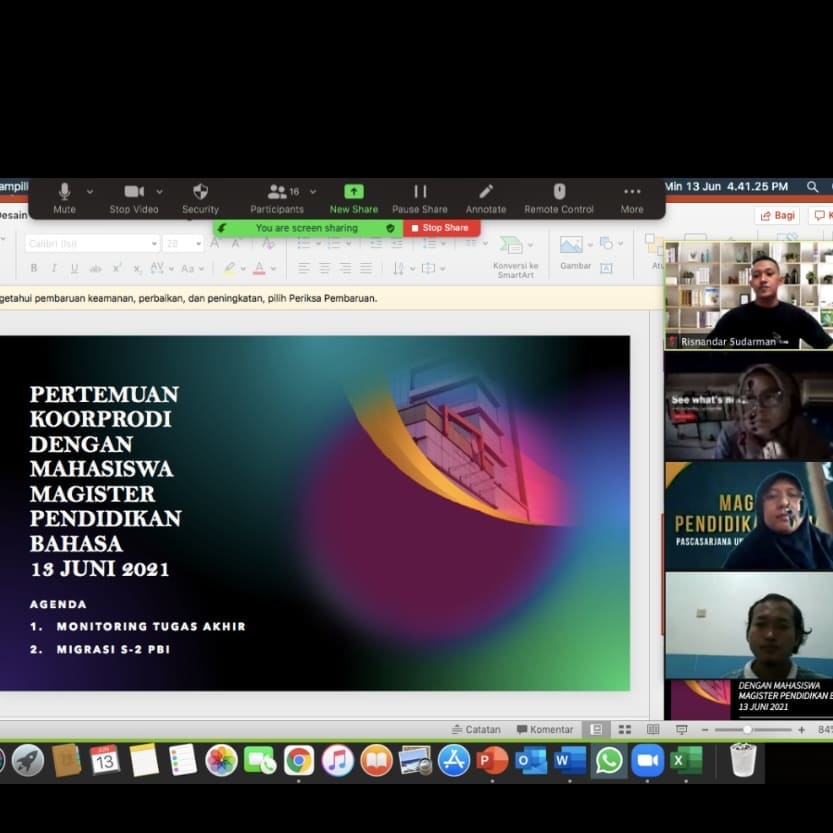 Min 13 Jun 4.41.25 PM
16
Mute
Stop Video
Security
Participants
New Share
Pause Share
Annotate
Remote Control
More
You are screen sharing
Stop Share
Bagi
Calibri (Isi)
28
Konversi ke
SmartArt
Gambar
getahui pembaruan keamanan, perbaikan, dan peningkatan, pilih Periksa Pembaruan.
PERTEMUAN
KOORPRODI
DENGAN
MAHASISWA
MAGISTER
PENDIDIKAN
BAHASA
13 JUNI 2021
AGENDA
1. MONITORING TUGAS AKHIR
2. MIGRASI S-2 PBI
Risnandar Sudarman
See what's
MAG
PENDIDIK
PASCASARJANA
DENGAN MAHASISWA
MAGISTER PENDIDIKAN
13 JUNI 2021
Catatan
Komentar
84%
JUN
13